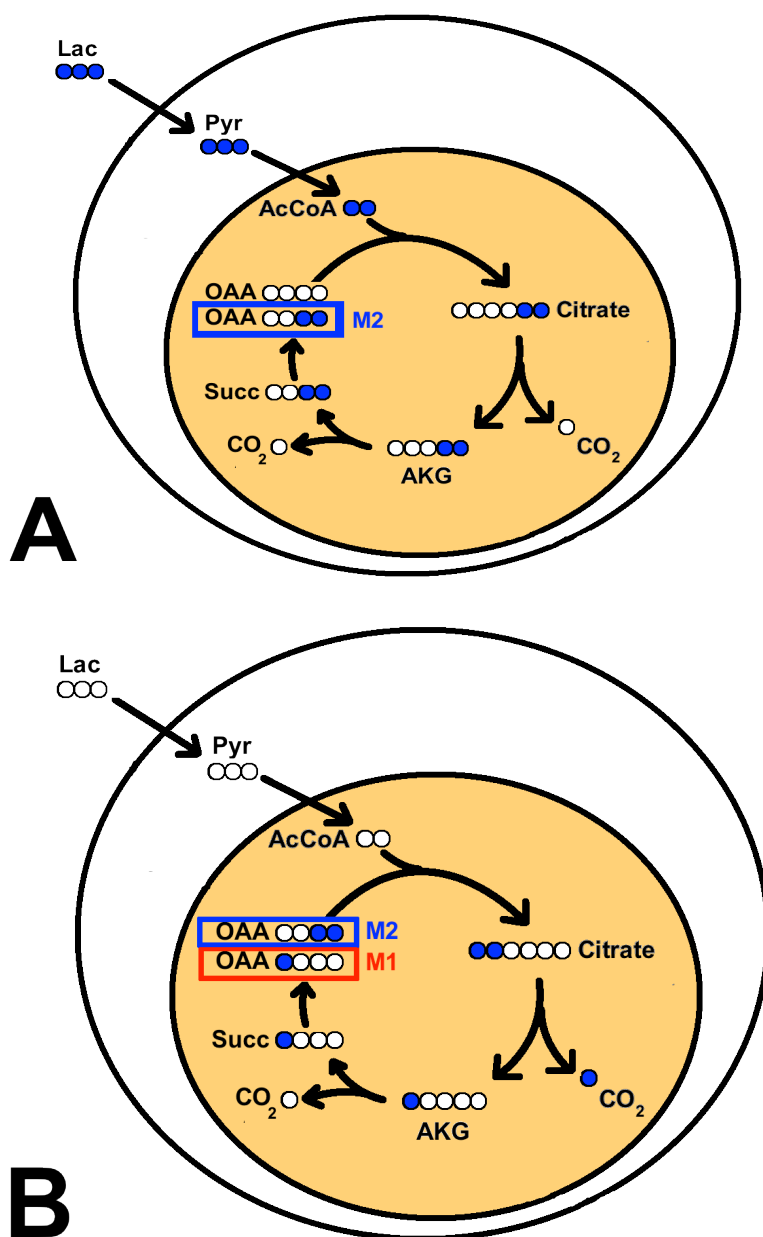 Lac
Pyr
AcCoA
OAA
OAA M2
Citrate
Succ
CO2
CO2
AKG
A
Lac
Pyr
AcCoA
OAA M2
OAA M1
Citrate
Succ
CO2
CO2
AKG
B